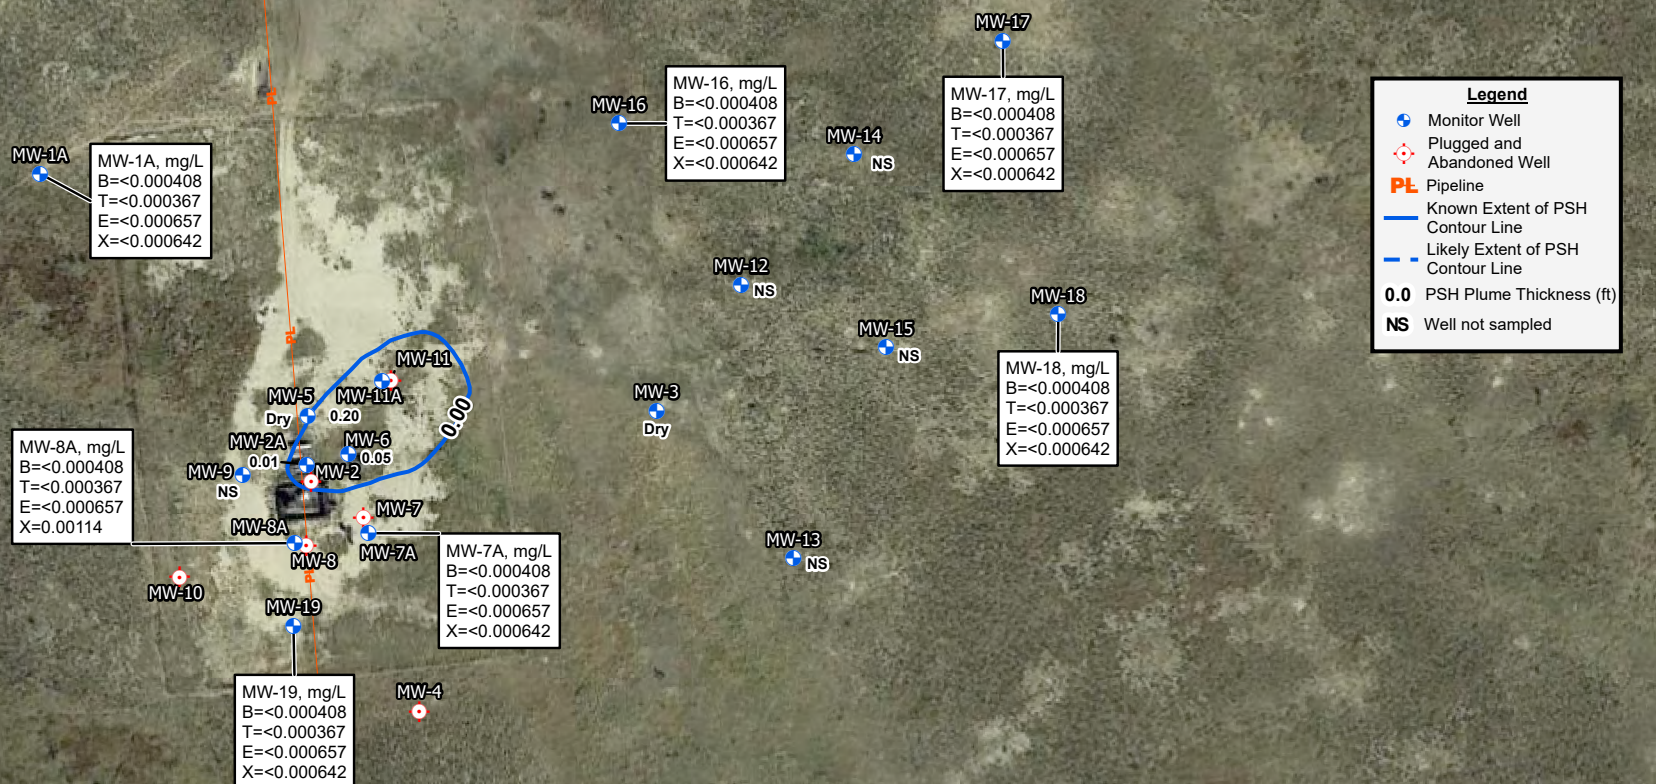 MW-17
MW-16
MW-16, mg/L
B=<0.000408
T=<0.000367
E=<0.000657
X=<0.000642
MW-17, mg/L
B=<0.000408
T=<0.000367
E=<0.000657
X=<0.000642
MW-14
NS
PL
MW-1A
MW-1A, mg/L
B=<0.000408
T=<0.000367
E=<0.000657
X=<0.000642
Legend
Monitor Well
Plugged and
Abandoned Well
PL Pipeline
Known Extent of PSH
Contour Line
Likely Extent of PSH
Contour Line
0.0 PSH Plume Thickness (ft)
NS Well not sampled
MW-12
NS
MW-18
MW-15
NS
MW-18, mg/L
B=<0.000408
T=<0.000367
E=<0.000657
X=<0.000642
PL
MW-11
MW-11A
MW-5
Dry
0.20
0.00
MW-3
Dry
MW-2A
0.01
MW-6
0.05
MW-9
NS
MW-2
MW-8A, mg/L
B=<0.000408
T=<0.000367
E=<0.000657
X=0.00114
MW-7
MW-8A
MW-7A
MW-8
PL
MW-7A, mg/L
B=<0.000408
T=<0.000367
E=<0.000657
X=<0.000642
MW-13
NS
MW-10
MW-19
MW-19, mg/L
B=<0.000408
T=<0.000367
E=<0.000657
X=<0.000642
MW-4